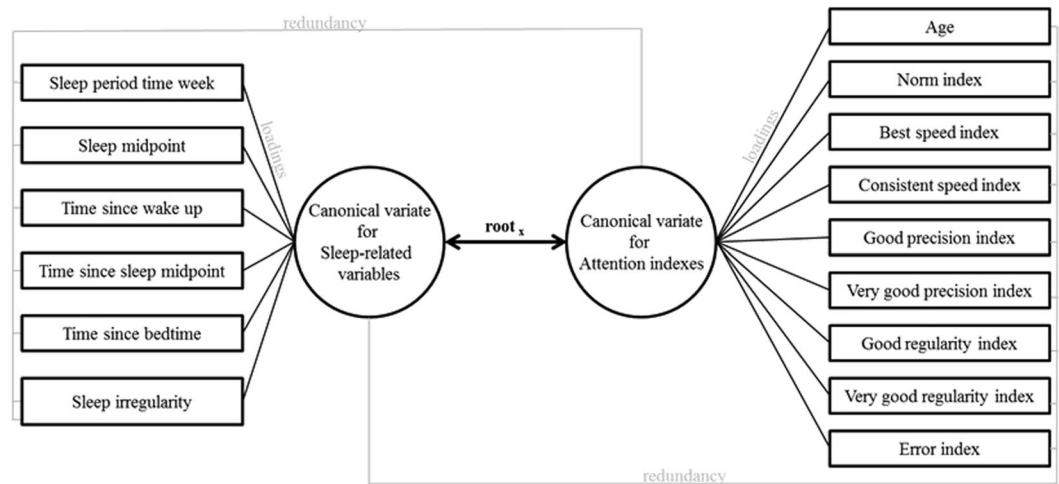 redundancy
Sleep period time week
Sleep midpoint
Time since wake up
Time since sleep midpoint
Time since bedtime
Sleep irregularity
loadings
Canonical variate
for
Sleep-related
variables
root x
Canonical variate
for
Attention indexes
loadings
Age
Norm index
Best speed index
Consistent speed index
Good precision index
Very good precision index
Good regularity index
Very good regularity index
Error index
redundancy